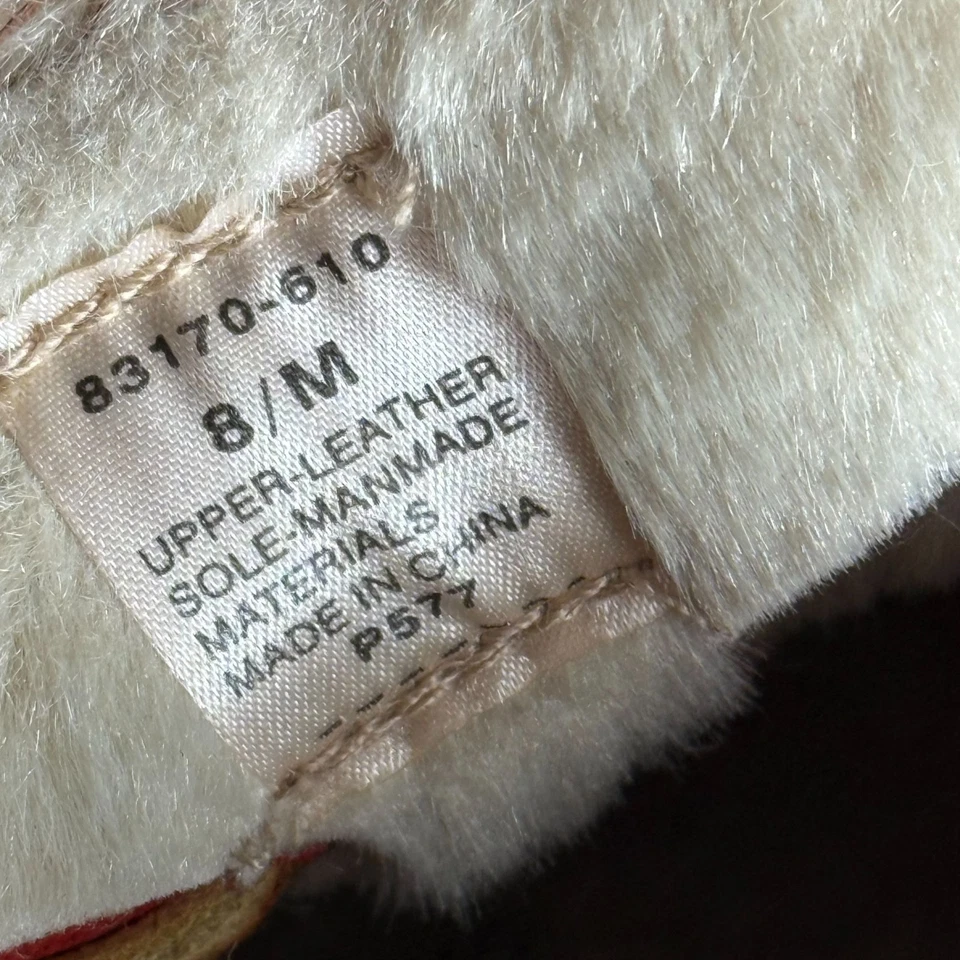 83170-610
8/M
UPPER-LEATHER
SOLE-MANMADE
MATERIALS
MADE IN CHINA
P577